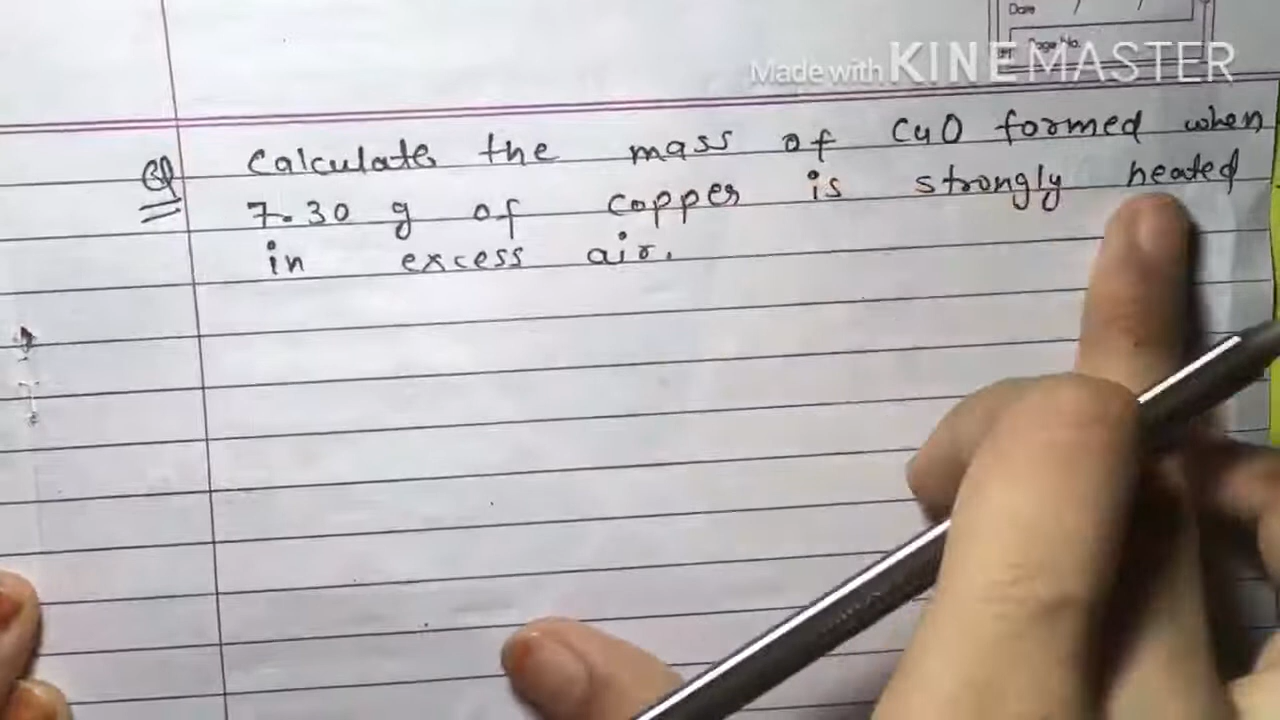 Date / /
Page No.
Made with KINEMASTER
Q Calculate the mass of CuO formed when
7.30 g of copper is strongly heated
in excess air.